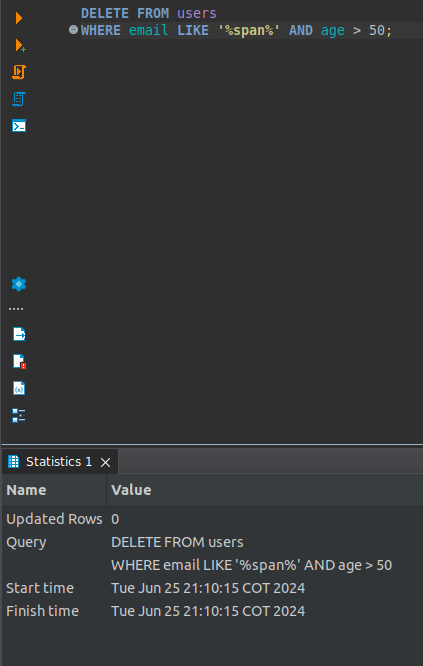 DELETE FROM users
WHERE email LIKE '%span%' AND age > 50;
Statistics 1
Name Value
Updated Rows 0
Query DELETE FROM users
WHERE email LIKE '%span%' AND age > 50
Start time Tue Jun 25 21:10:15 COT 2024
Finish time Tue Jun 25 21:10:15 COT 2024